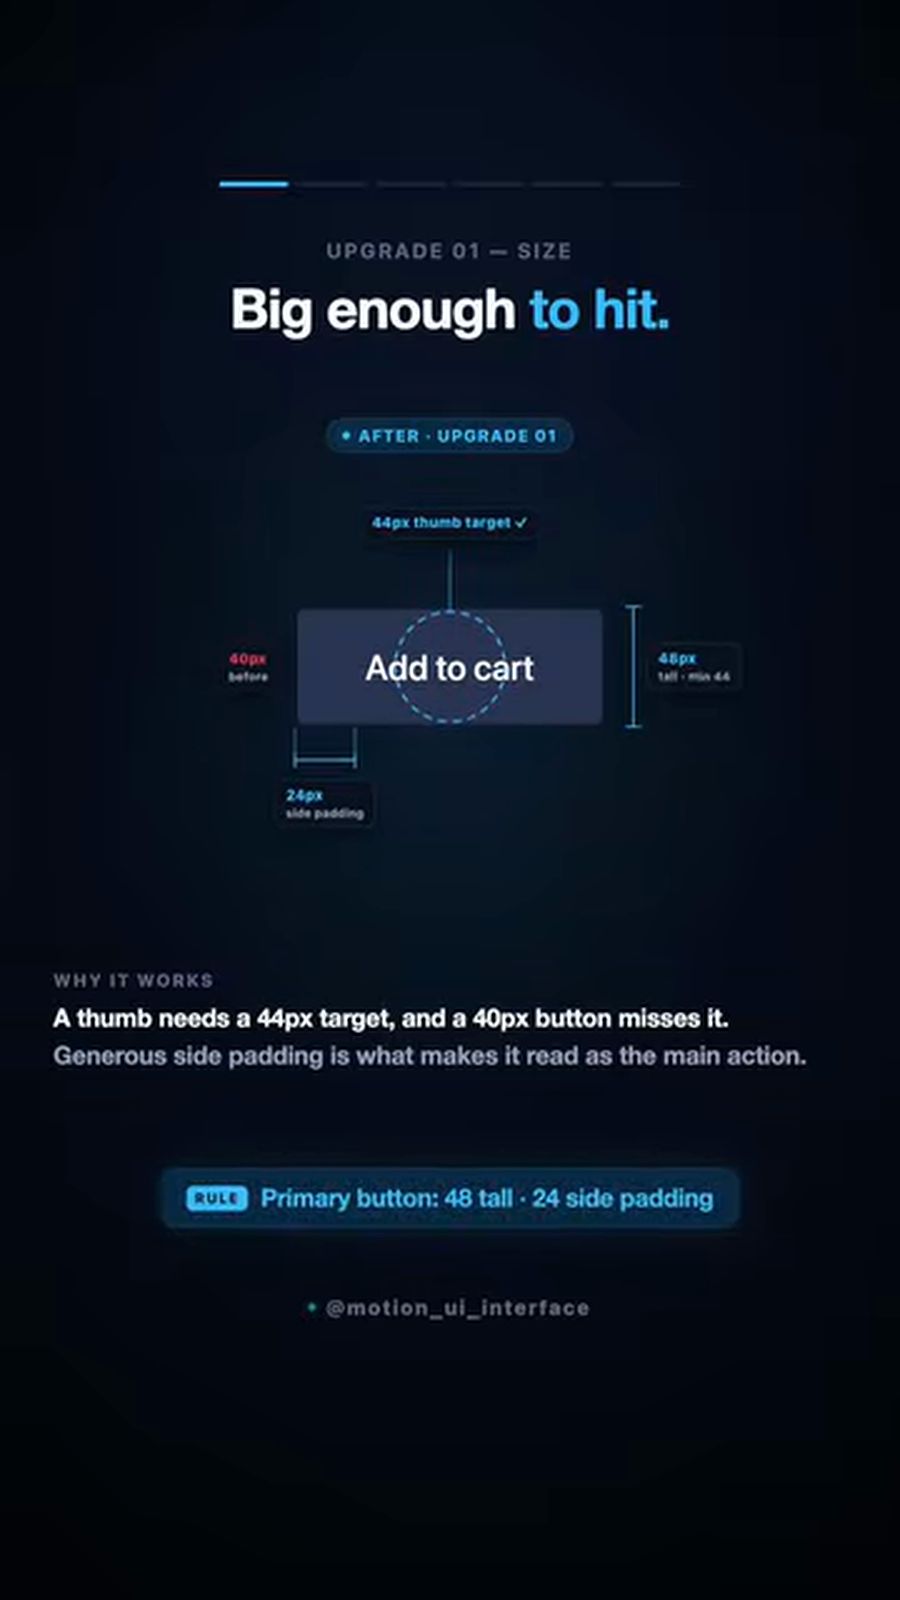 UPGRADE 01 — SIZE
Big enough to hit.
AFTER · UPGRADE 01
44px thumb target ✓
40px
before
Add to cart
48px
tall · min 44
24px
side padding
WHY IT WORKS
A thumb needs a 44px target, and a 40px button misses it.
Generous side padding is what makes it read as the main action.
RULE Primary button: 48 tall · 24 side padding
@motion_ui_interface